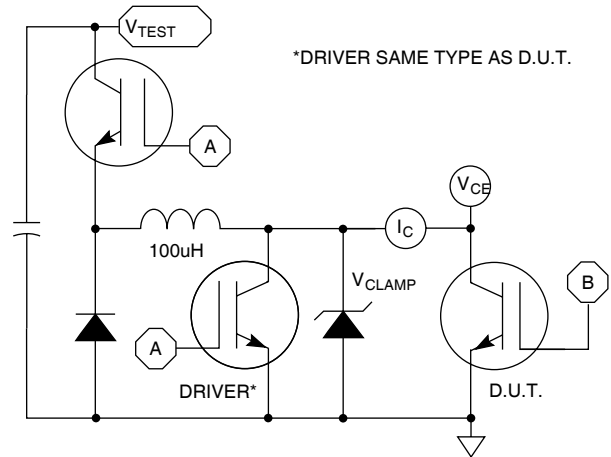 VTEST
*DRIVER SAME TYPE AS D.U.T.
A
VCE
100uH
IC
VCLAMP
B
A
DRIVER*
D.U.T.